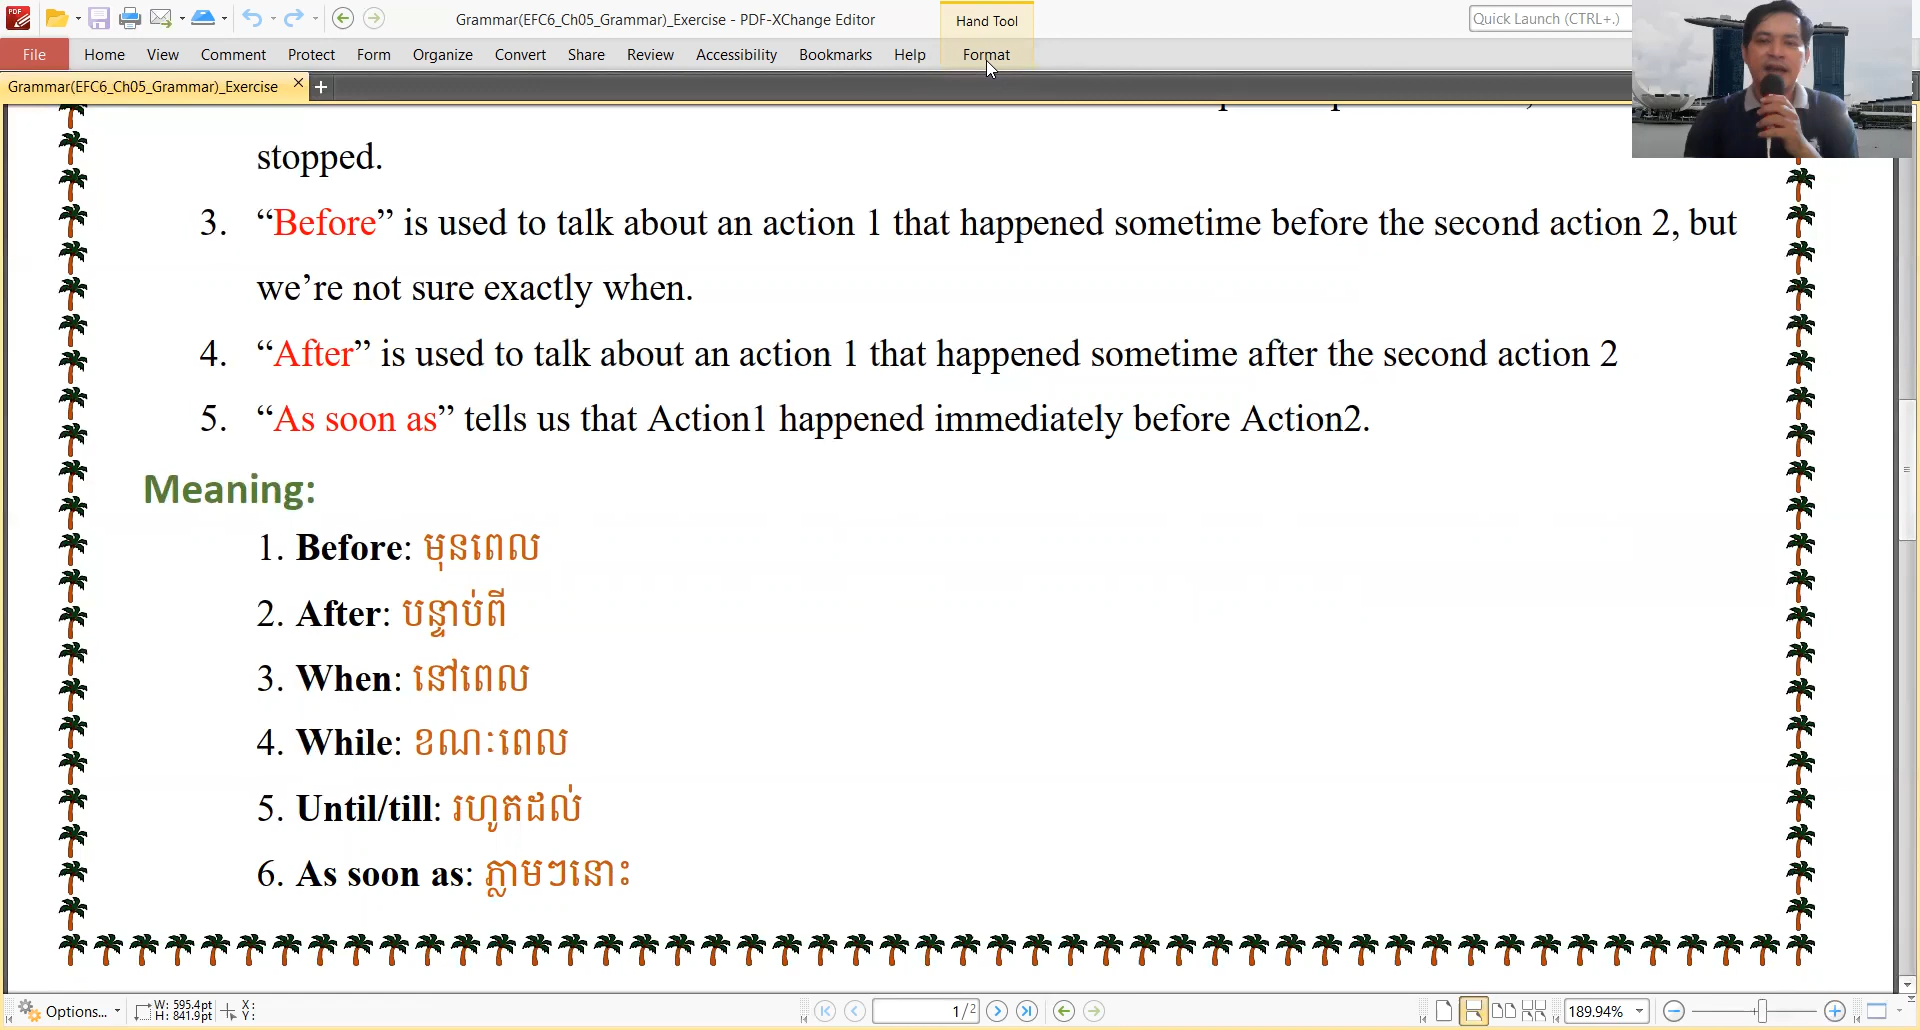 Grammar(EFC6_Ch05_Grammar)_Exercise - PDF-XChange Editor
Hand Tool
Quick Launch (CTRL+.)
File Home View Comment Protect Form Organize Convert Share Review Accessibility Bookmarks Help Format
Grammar(EFC6_Ch05_Grammar)_Exercise
stopped.
3. “Before” is used to talk about an action 1 that happened sometime before the second action 2, but
we’re not sure exactly when.
4. “After” is used to talk about an action 1 that happened sometime after the second action 2
5. “As soon as” tells us that Action1 happened immediately before Action2.
Meaning:
1. Before: មុនពេល
2. After: បន្ទាប់ពី
3. When: នៅពេល
4. While: ខណៈពេល
5. Until/till: រហូតដល់
6. As soon as: ភ្លាមៗនោះ
Options...
W: 595.4pt
H: 841.9pt
X:
Y:
1 / 2
189.94%